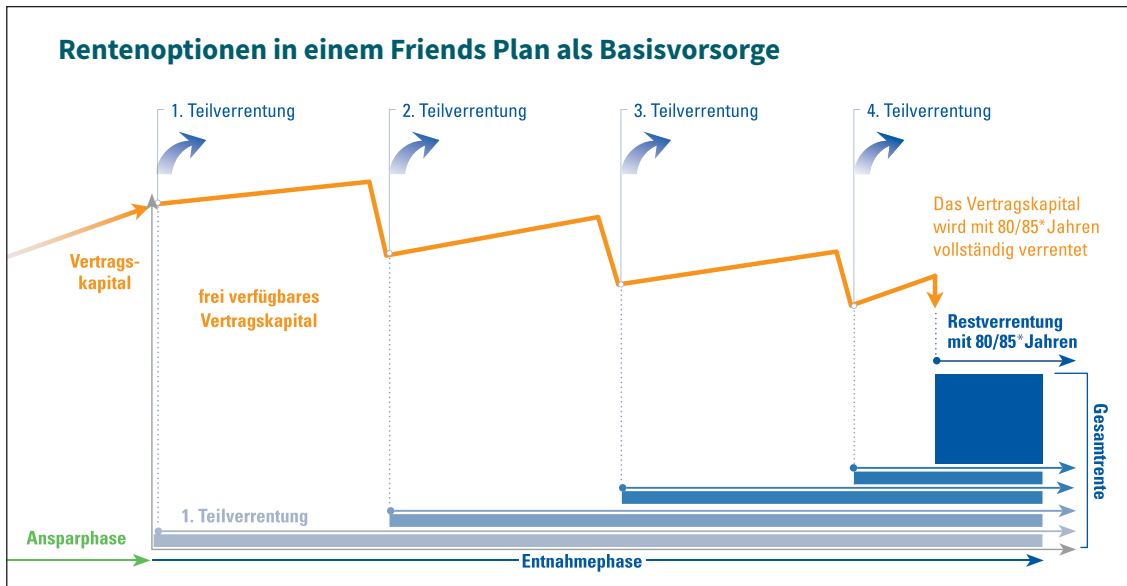 Rentenoptionen in einem Friends Plan als Basisvorsorge
1. Teilverrentung
2. Teilverrentung
3. Teilverrentung
4. Teilverrentung
Das Vertragskapital
wird mit 80/85* Jahren
vollständig verrentet
Vertrags-
kapital
frei verfügbares
Vertragskapital
Restverrentung
mit 80/85* Jahren
Gesamtrente
1. Teilverrentung
Ansparphase
Entnahmephase